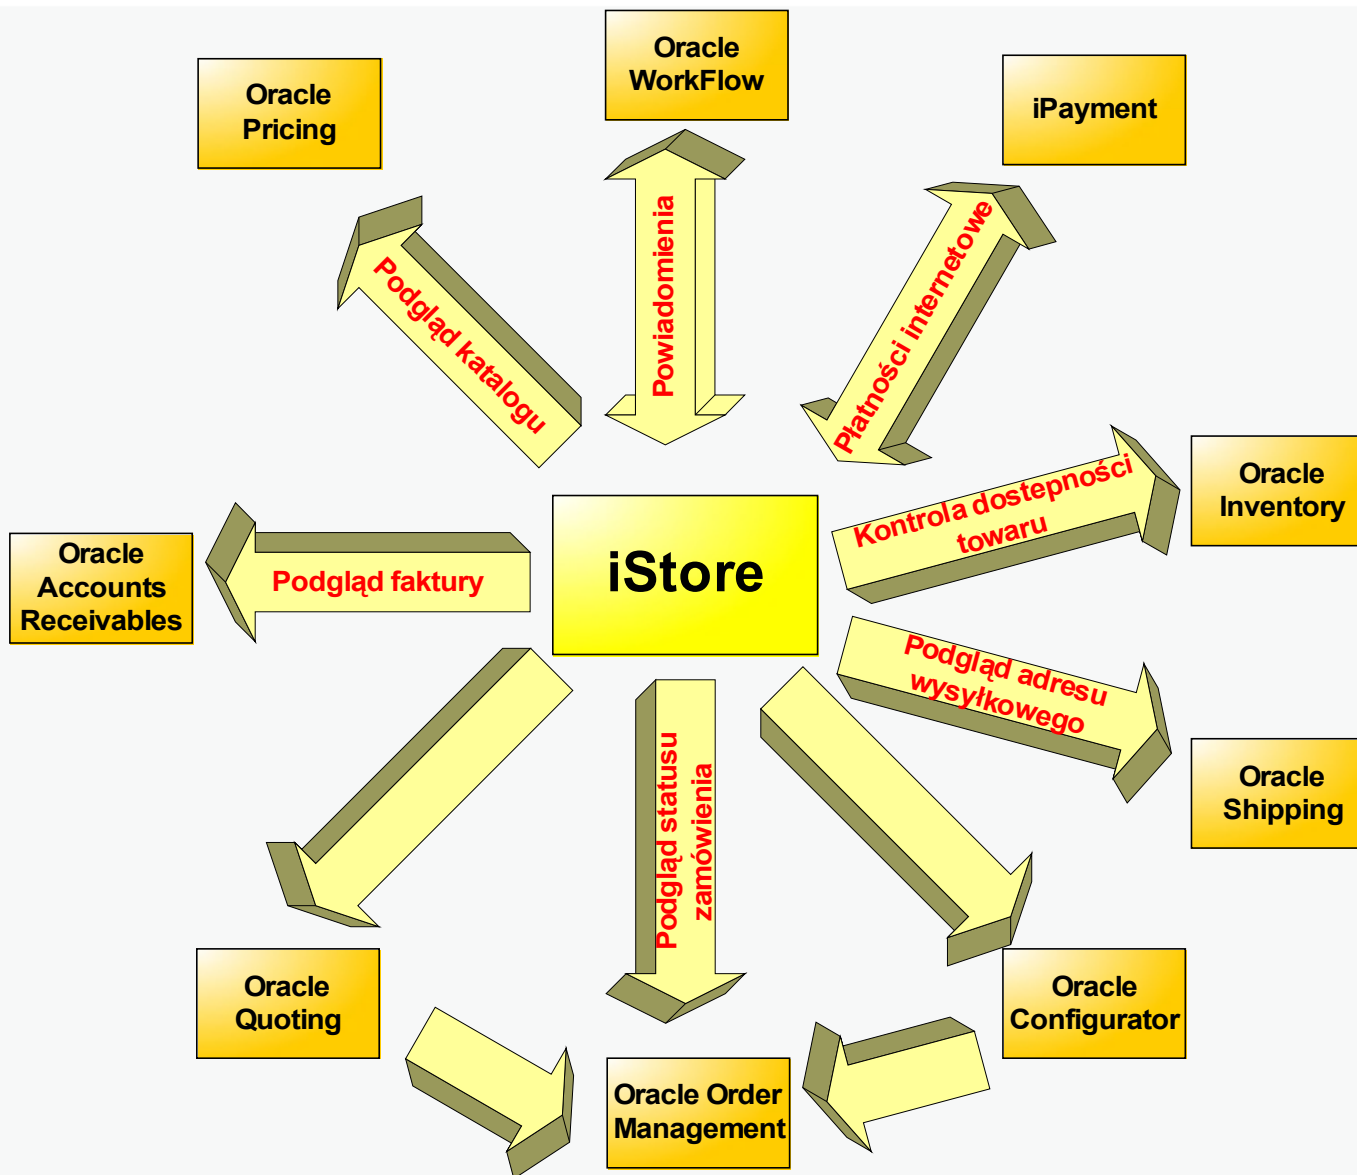 Oracle
WorkFlow
Oracle
Pricing
iPayment
Powiadomienia
Płatności internetowe
Podgląd katalogu
Kontrola dostepności
towaru
Oracle
Inventory
iStore
Oracle
Accounts
Receivables
Podgląd faktury
Podgląd adresu
wysyłkowego
Podgląd statusu
zamówienia
Oracle
Shipping
Oracle
Quoting
Oracle
Configurator
Oracle Order
Management